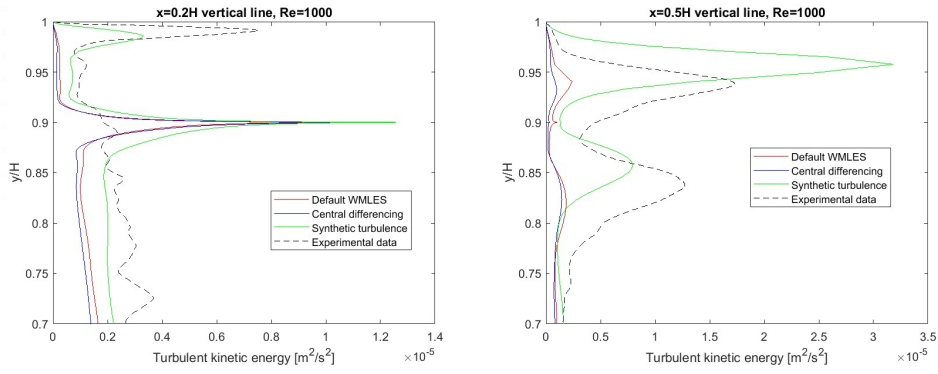 x=0.2H vertical line, Re=1000
1
0.95
0.9
0.85
0.8
0.75
0.7
y/H
Default WMLES
Central differencing
Synthetic turbulence
Experimental data
0 0.2 0.4 0.6 0.8 1 1.2 1.4
Turbulent kinetic energy [m²/s²]
×10⁻⁵
x=0.5H vertical line, Re=1000
1
0.95
0.9
0.85
0.8
0.75
0.7
y/H
Default WMLES
Central differencing
Synthetic turbulence
Experimental data
0 0.5 1 1.5 2 2.5 3 3.5
Turbulent kinetic energy [m²/s²]
×10⁻⁵